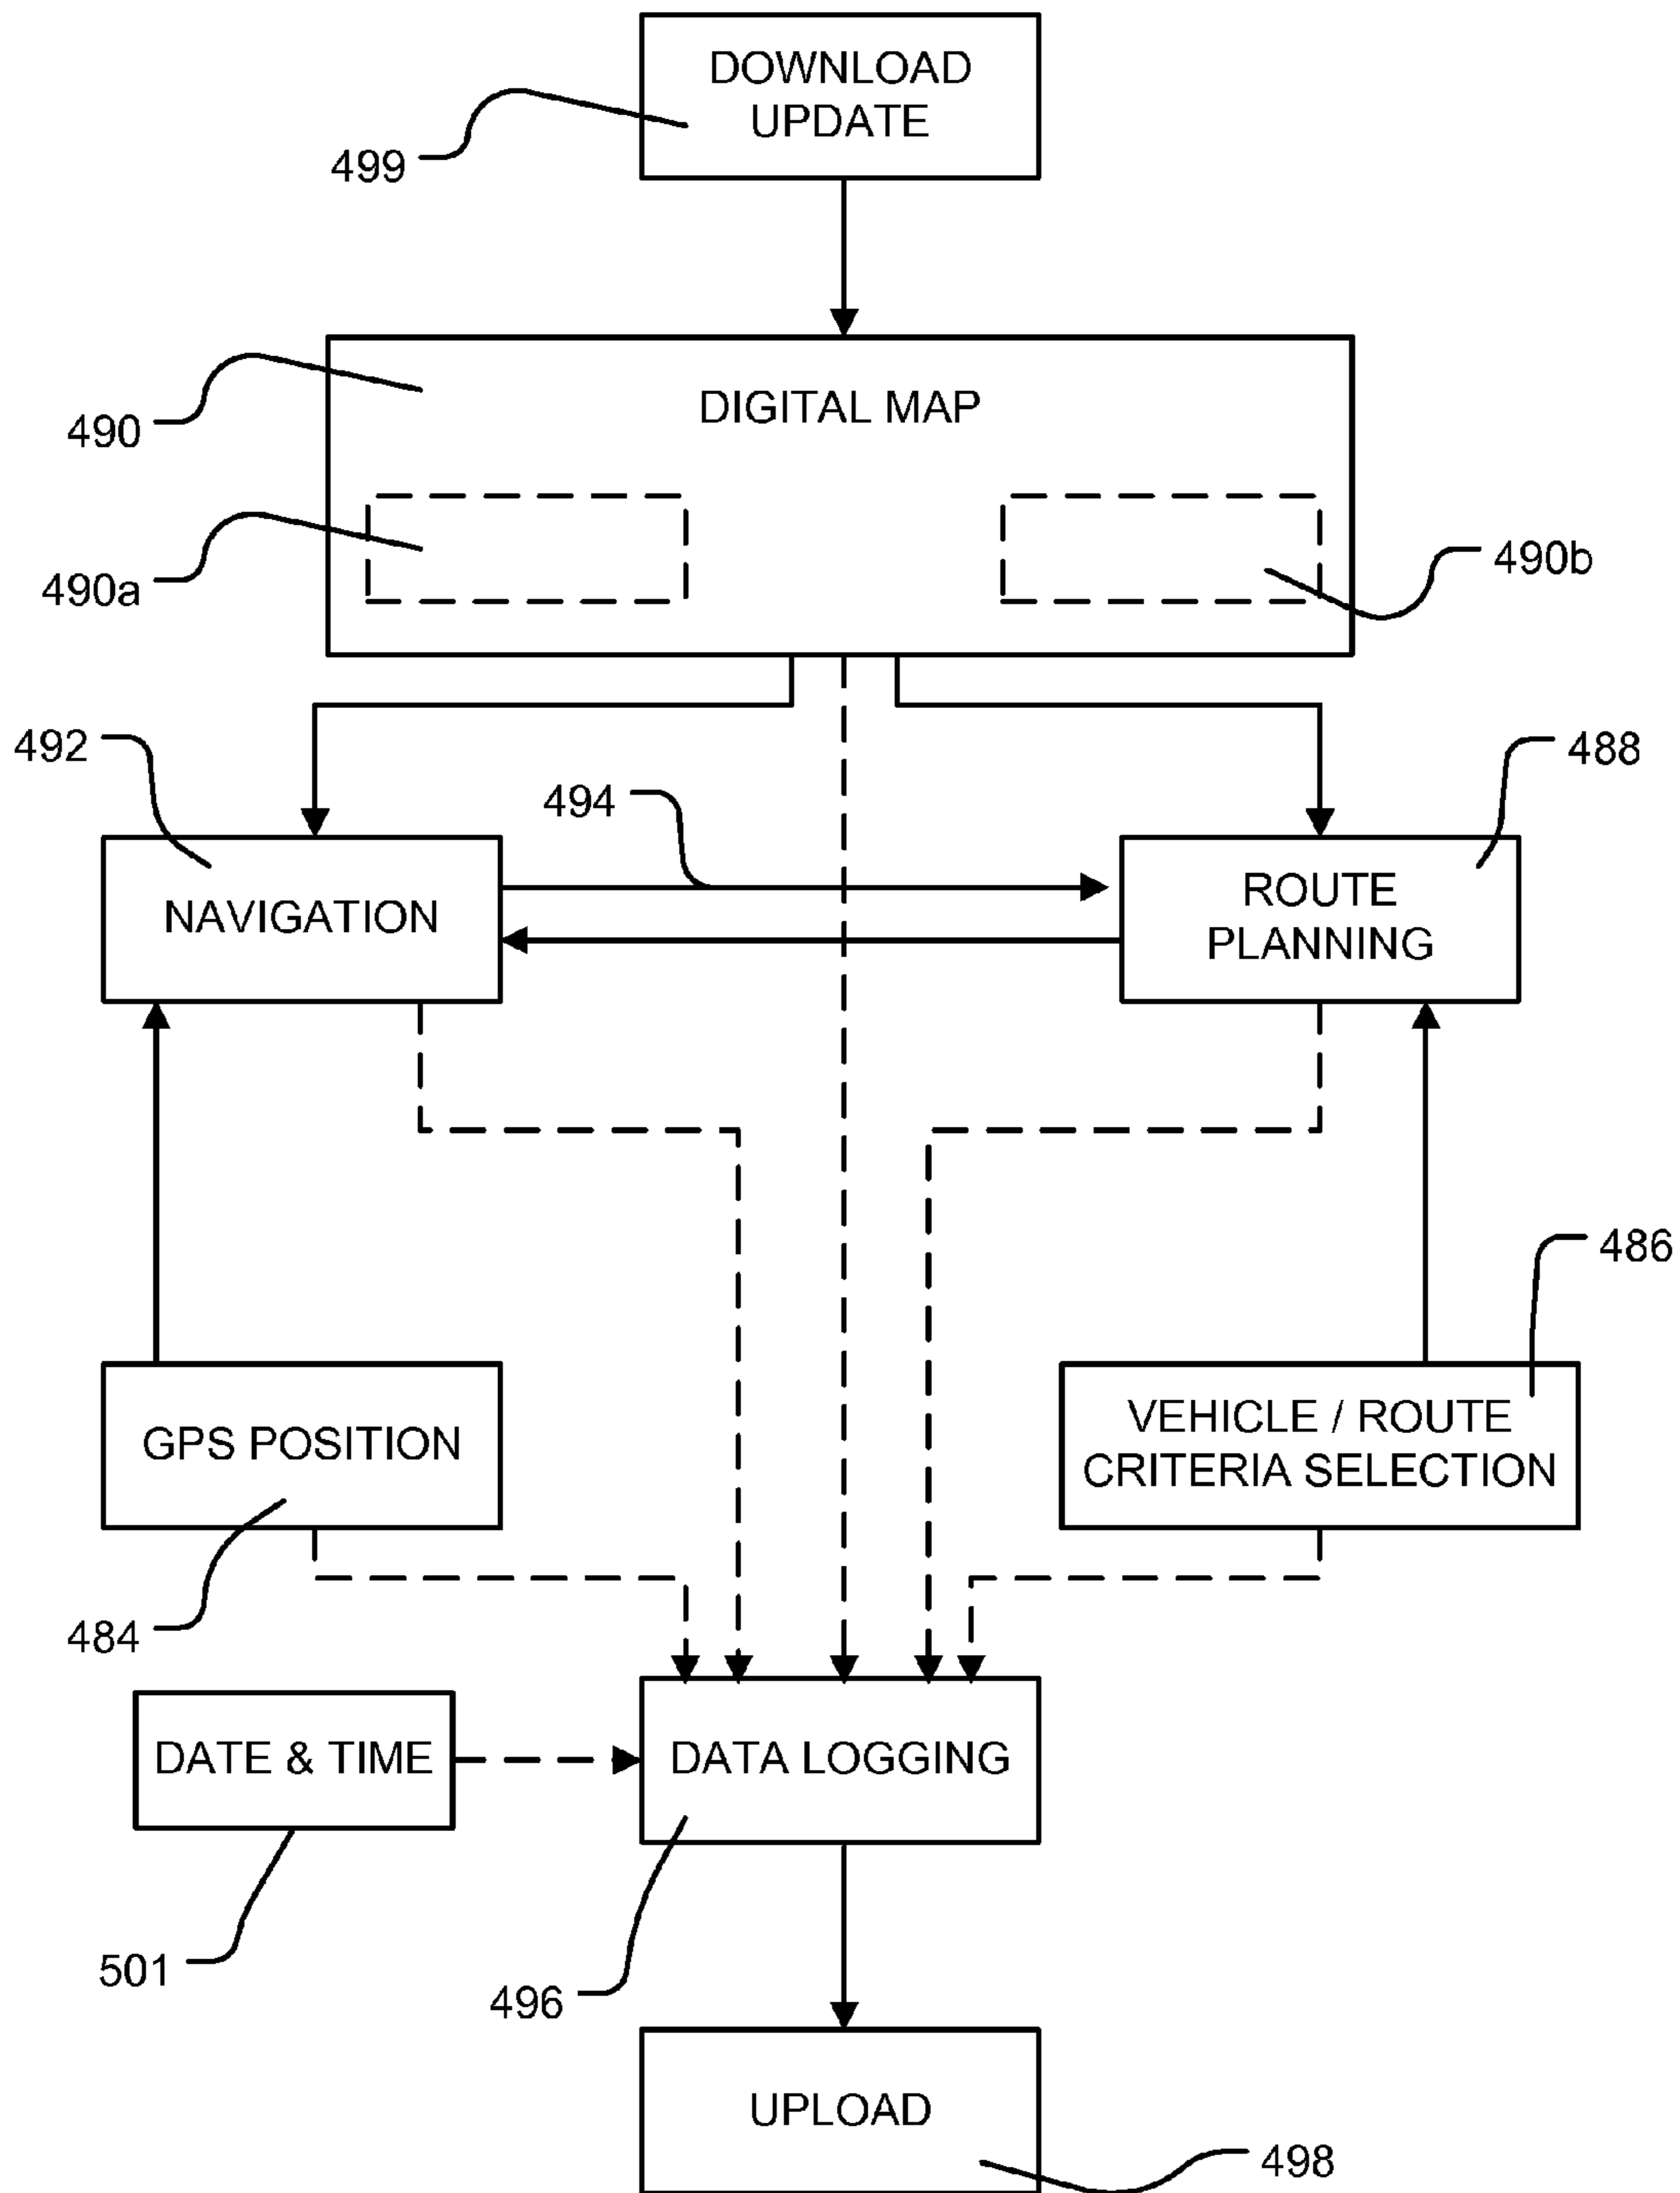 DOWNLOAD
UPDATE
499
DIGITAL MAP
490
490a
490b
492
494
488
NAVIGATION
ROUTE
PLANNING
486
GPS POSITION
VEHICLE / ROUTE
CRITERIA SELECTION
484
DATE & TIME
DATA LOGGING
501
496
UPLOAD
498